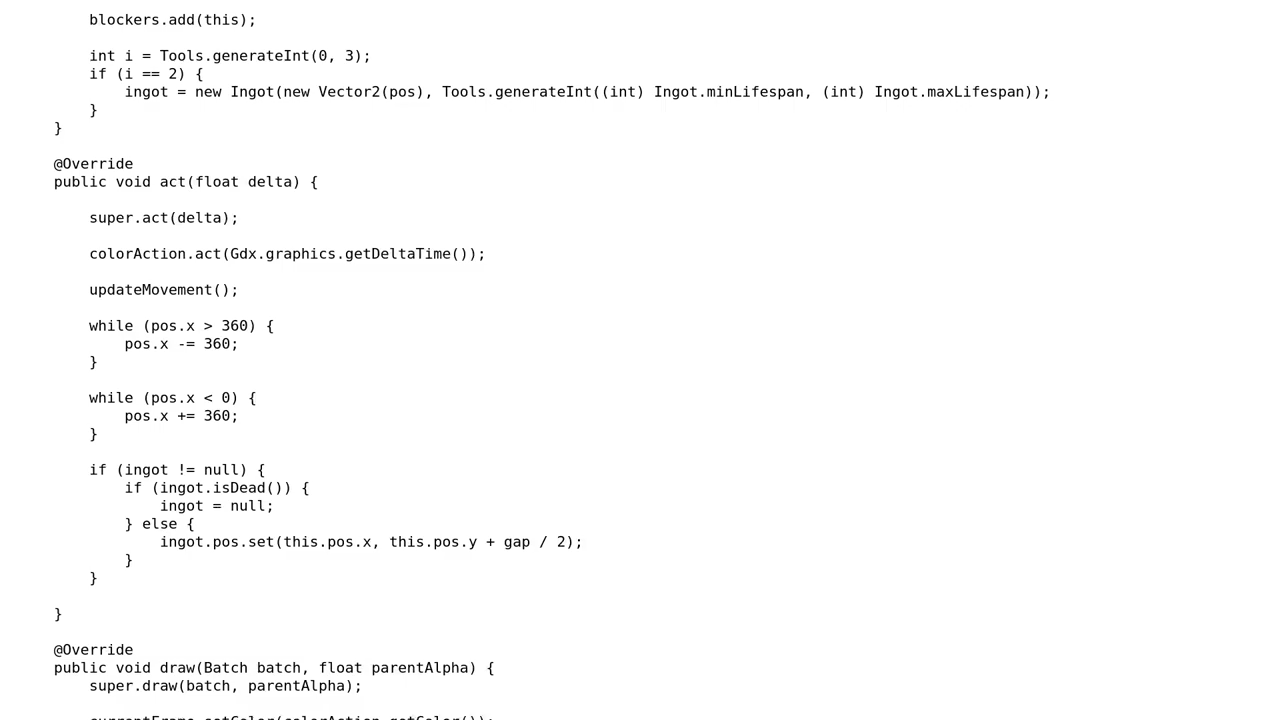 blockers.add(this);
int i = Tools.generateInt(0, 3);
if (i == 2) {
ingot = new Ingot(new Vector2(pos), Tools.generateInt((int) Ingot.minLifespan, (int) Ingot.maxLifespan));
}
}
@Override
public void act(float delta) {
super.act(delta);
colorAction.act(Gdx.graphics.getDeltaTime());
updateMovement();
while (pos.x > 360) {
pos.x -= 360;
}
while (pos.x < 0) {
pos.x += 360;
}
if (ingot != null) {
if (ingot.isDead()) {
ingot = null;
} else {
ingot.pos.set(this.pos.x, this.pos.y + gap / 2);
}
}
}
@Override
public void draw(Batch batch, float parentAlpha) {
super.draw(batch, parentAlpha);
currentFrame.setColor(colorAction.getColor());